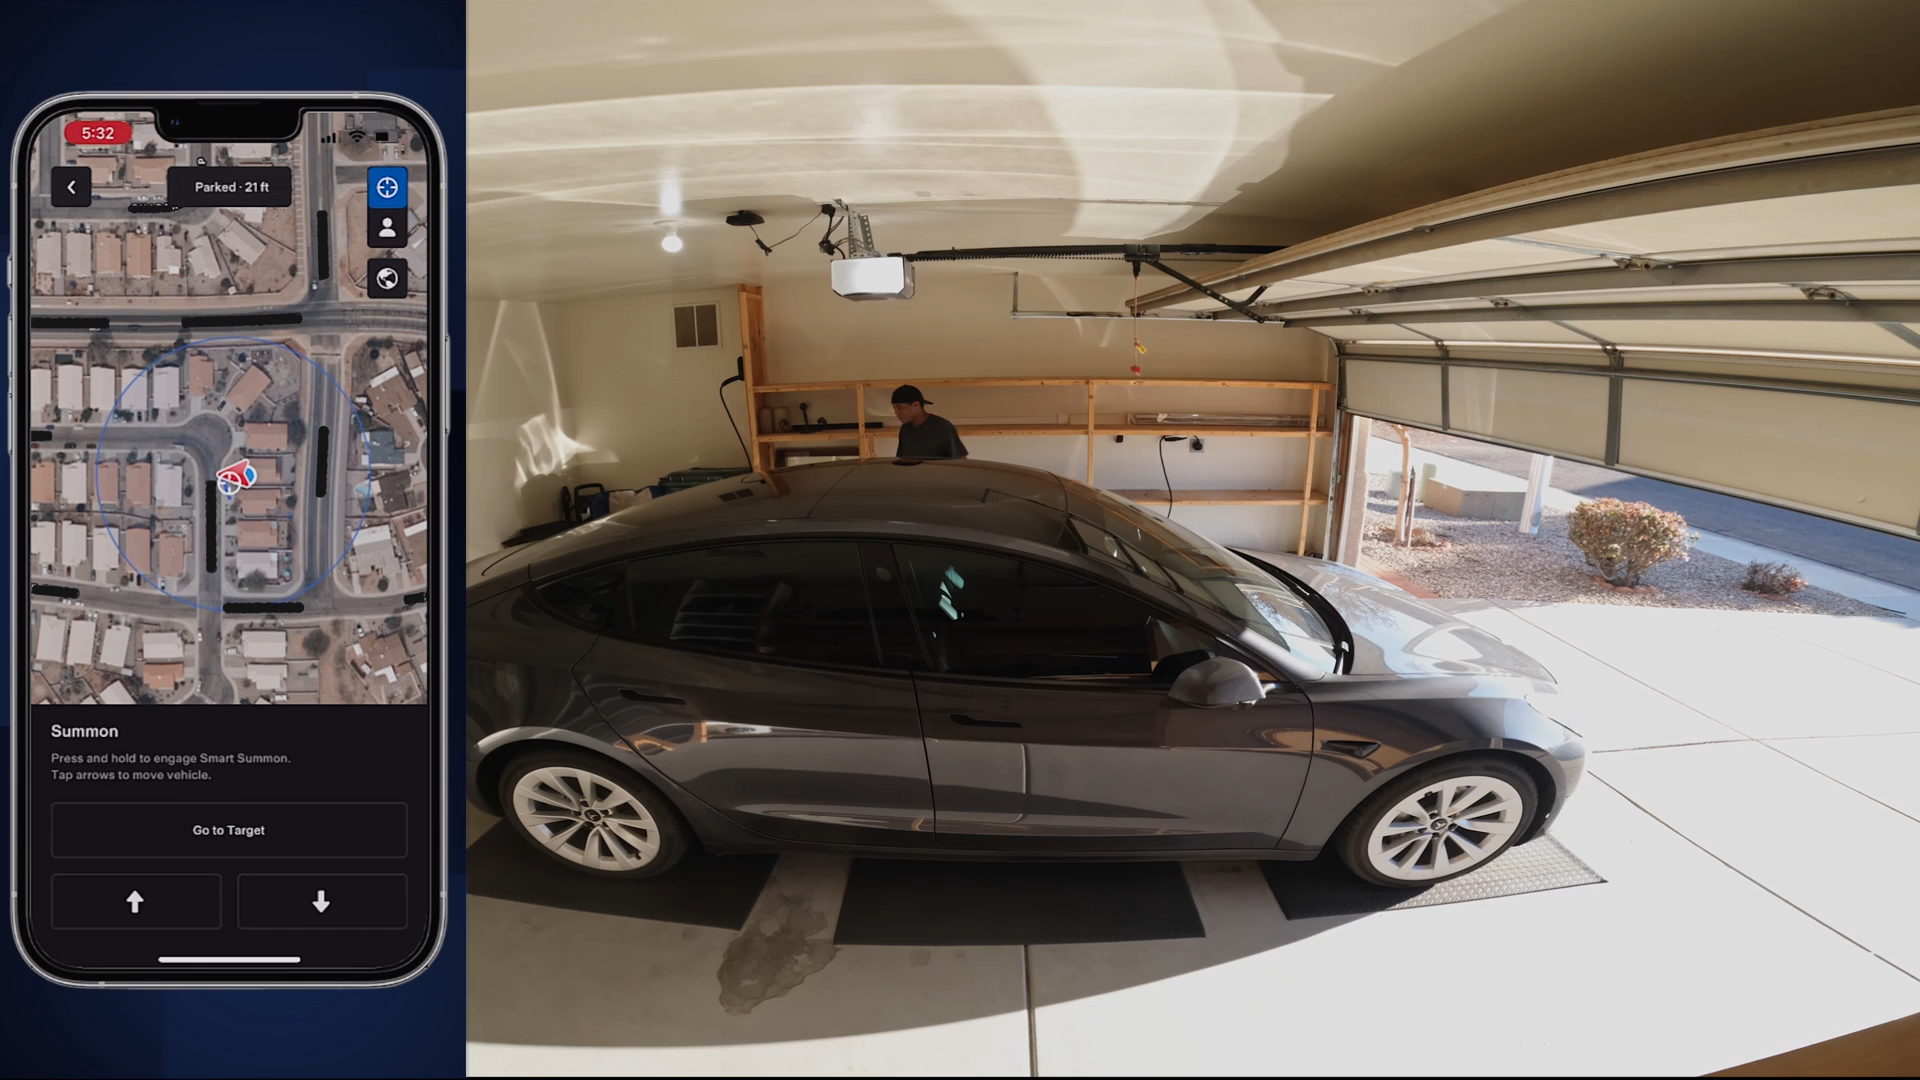 5:32
Parked · 21 ft
Summon
Press and hold to engage Smart Summon.
Tap arrows to move vehicle.
Go to Target